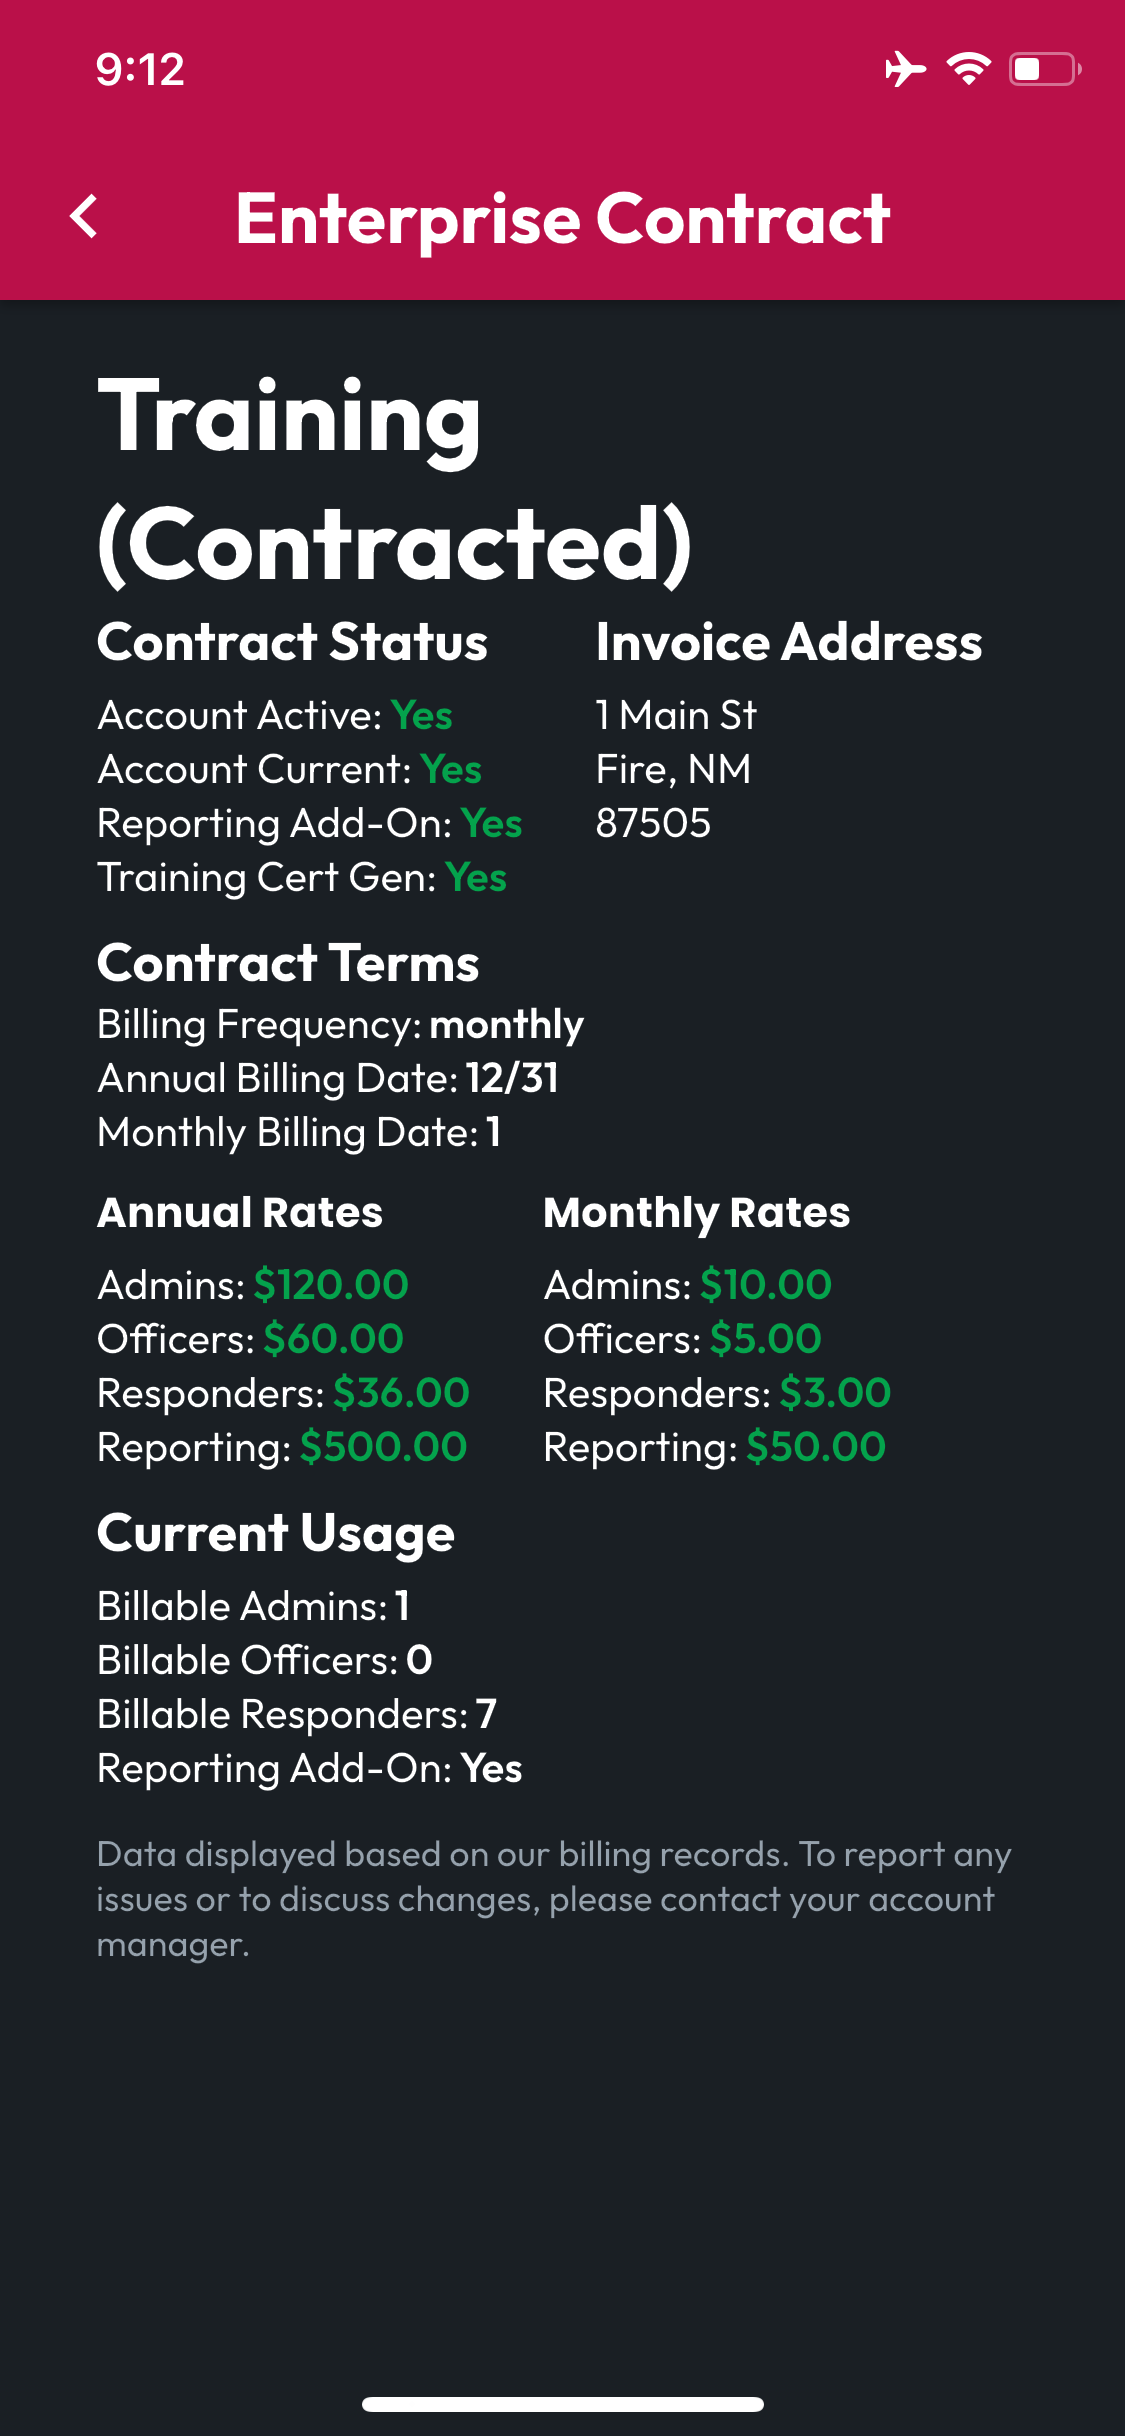 9:12
Enterprise Contract
Training
(Contracted)
Contract Status
Account Active: Yes
Account Current: Yes
Reporting Add-On: Yes
Training Cert Gen: Yes
Invoice Address
1 Main St
Fire, NM
87505
Contract Terms
Billing Frequency: monthly
Annual Billing Date: 12/31
Monthly Billing Date: 1
Annual Rates
Admins: $120.00
Officers: $60.00
Responders: $36.00
Reporting: $500.00
Monthly Rates
Admins: $10.00
Officers: $5.00
Responders: $3.00
Reporting: $50.00
Current Usage
Billable Admins: 1
Billable Officers: 0
Billable Responders: 7
Reporting Add-On: Yes
Data displayed based on our billing records. To report any
issues or to discuss changes, please contact your account
manager.